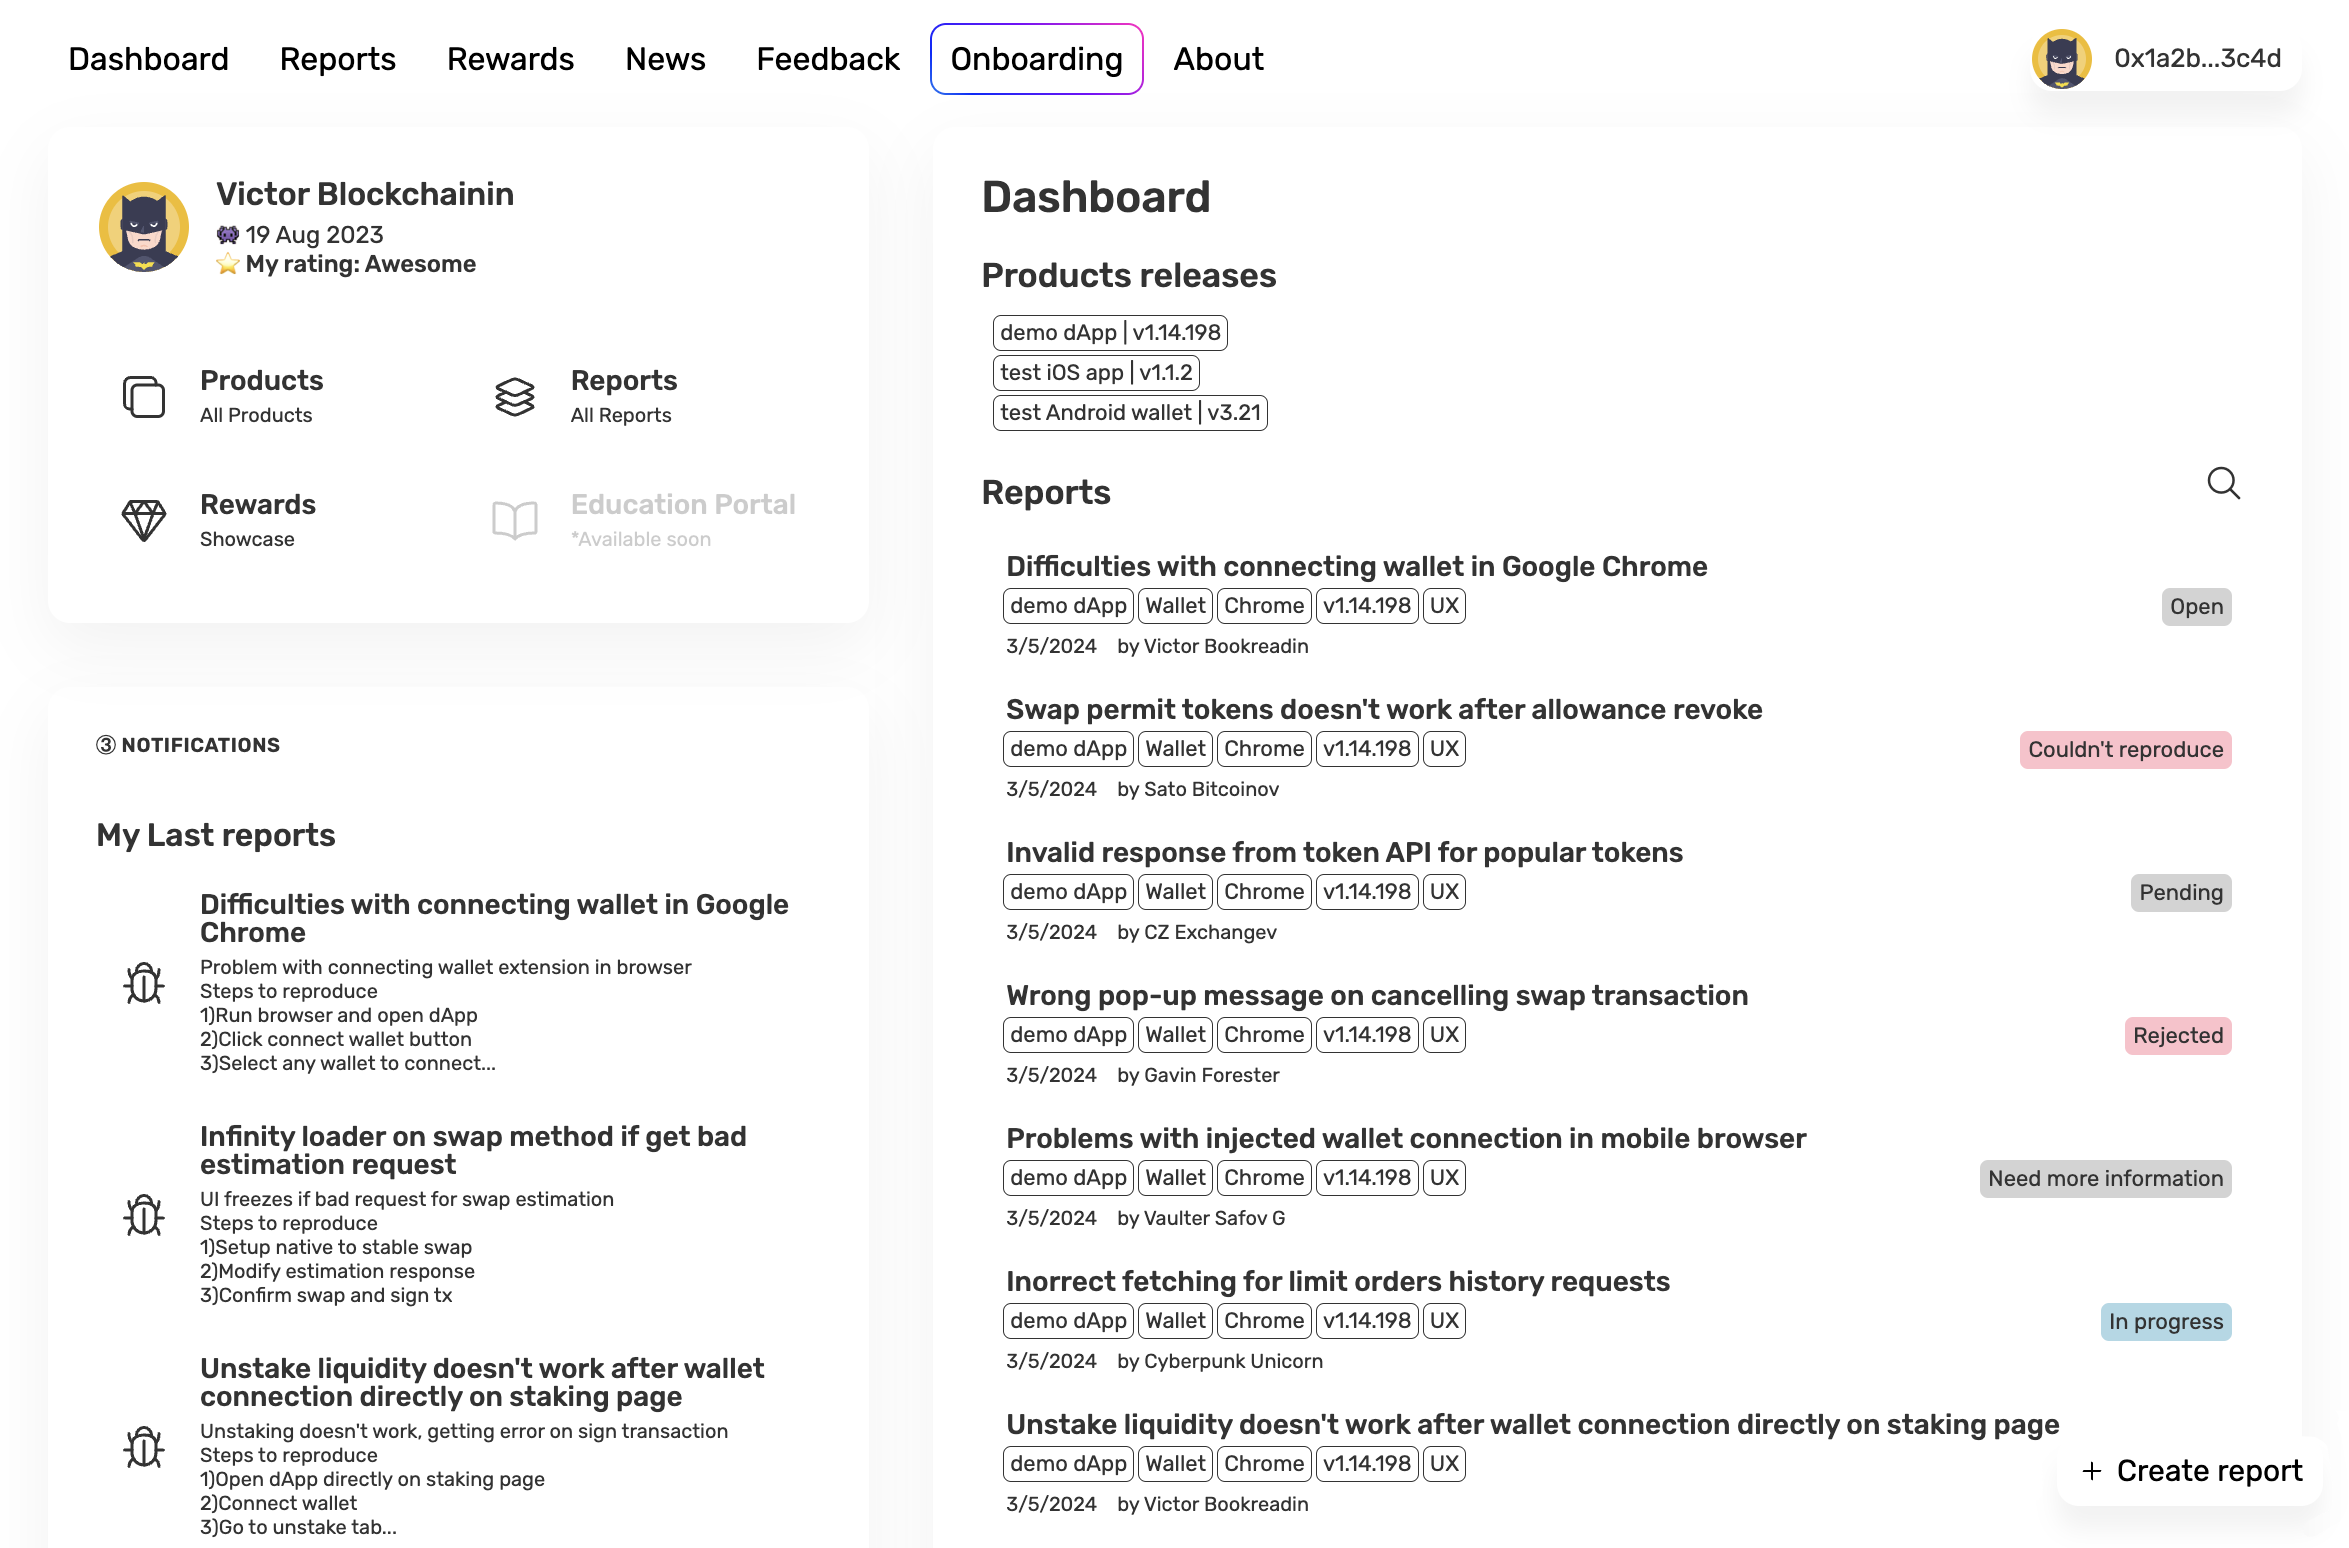 Dashboard Reports Rewards News Feedback Onboarding About
0x1a2b...3c4d
Victor Blockchainin
19 Aug 2023
My rating: Awesome
Products
All Products
Reports
All Reports
Rewards
Showcase
Education Portal
*Available soon
③ NOTIFICATIONS
My Last reports
Difficulties with connecting wallet in Google
Chrome
Problem with connecting wallet extension in browser
Steps to reproduce
1)Run browser and open dApp
2)Click connect wallet button
3)Select any wallet to connect...
Infinity loader on swap method if get bad
estimation request
UI freezes if bad request for swap estimation
Steps to reproduce
1)Setup native to stable swap
2)Modify estimation response
3)Confirm swap and sign tx
Unstake liquidity doesn't work after wallet
connection directly on staking page
Unstaking doesn't work, getting error on sign transaction
Steps to reproduce
1)Open dApp directly on staking page
2)Connect wallet
3)Go to unstake tab...
Dashboard
Products releases
demo dApp | v1.14.198
test iOS app | v1.1.2
test Android wallet | v3.21
Reports
Difficulties with connecting wallet in Google Chrome
demo dApp Wallet Chrome v1.14.198 UX
Open
3/5/2024 by Victor Bookreadin
Swap permit tokens doesn't work after allowance revoke
demo dApp Wallet Chrome v1.14.198 UX
Couldn't reproduce
3/5/2024 by Sato Bitcoinov
Invalid response from token API for popular tokens
demo dApp Wallet Chrome v1.14.198 UX
Pending
3/5/2024 by CZ Exchangev
Wrong pop-up message on cancelling swap transaction
demo dApp Wallet Chrome v1.14.198 UX
Rejected
3/5/2024 by Gavin Forester
Problems with injected wallet connection in mobile browser
demo dApp Wallet Chrome v1.14.198 UX
Need more information
3/5/2024 by Vaulter Safov G
Inorrect fetching for limit orders history requests
demo dApp Wallet Chrome v1.14.198 UX
In progress
3/5/2024 by Cyberpunk Unicorn
Unstake liquidity doesn't work after wallet connection directly on staking page
demo dApp Wallet Chrome v1.14.198 UX
3/5/2024 by Victor Bookreadin
+ Create report